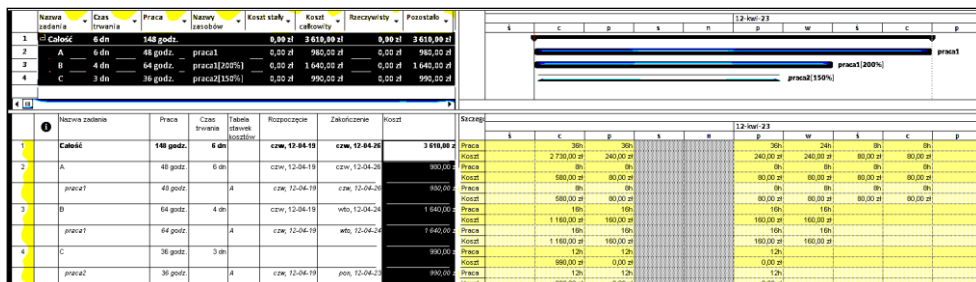 Nazwa zadania Czas trwania Praca Nazwy zasobów Koszt stały Koszt całkowity Rzeczywisty Pozostało
1 Całość 6 dn 148 godz. 0,00 zł 3 610,00 zł 0,00 zł 3 610,00 zł
2 A 6 dn 48 godz. praca1 0,00 zł 980,00 zł 0,00 zł 980,00 zł
3 B 4 dn 64 godz. praca1[200%] 0,00 zł 1 640,00 zł 0,00 zł 1 640,00 zł
4 C 3 dn 36 godz. praca2[150%] 0,00 zł 990,00 zł 0,00 zł 990,00 zł
12-kwi-23
ś c p s n p w ś c p
praca1
praca1[200%]
praca2[150%]
Nazwa zadania Praca Czas trwania Tabela stawek kosztów Rozpoczęcie Zakończenie Koszt
1 Całość 148 godz. 6 dn czw, 12-04-19 czw, 12-04-26 3 610,00 zł
2 A 48 godz. 6 dn czw, 12-04-19 czw, 12-04-26 980,00 zł
praca1 48 godz. A czw, 12-04-19 czw, 12-04-26 980,00 zł
3 B 64 godz. 4 dn czw, 12-04-19 wto, 12-04-24 1 640,00 zł
praca1 64 godz. A czw, 12-04-19 wto, 12-04-24 1 640,00 zł
4 C 36 godz. 3 dn czw, 12-04-19 pon, 12-04-23 990,00 zł
praca2 36 godz. A czw, 12-04-19 pon, 12-04-23 990,00 zł
Szczegó 12-kwi-23
ś c p s n p w ś c p
Praca 36h 36h 36h 24h 8h 8h
Koszt 2 730,00 zł 240,00 zł 240,00 zł 240,00 zł 80,00 zł 80,00 zł
Praca 8h 8h 8h 8h 8h 8h
Koszt 580,00 zł 80,00 zł 80,00 zł 80,00 zł 80,00 zł 80,00 zł
Praca 8h 8h 8h 8h 8h 8h
Koszt 580,00 zł 80,00 zł 80,00 zł 80,00 zł 80,00 zł 80,00 zł
Praca 16h 16h 16h 16h
Koszt 1 160,00 zł 160,00 zł 160,00 zł 160,00 zł
Praca 16h 16h 16h 16h
Koszt 1 160,00 zł 160,00 zł 160,00 zł 160,00 zł
Praca 12h 12h 12h
Koszt 990,00 zł 0,00 zł 0,00 zł
Praca 12h 12h 12h
Koszt